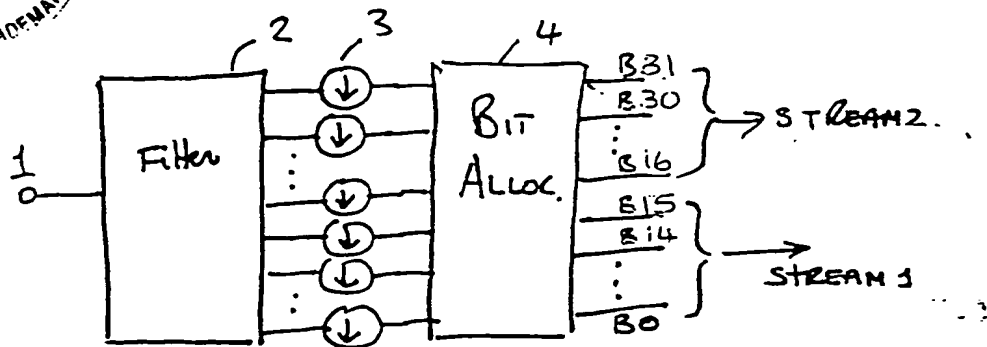 2 3 4
1
Filter
BIT
ALLOC.
B31
B30
B16
STREAM2.
B15
B14
B0
STREAM 1